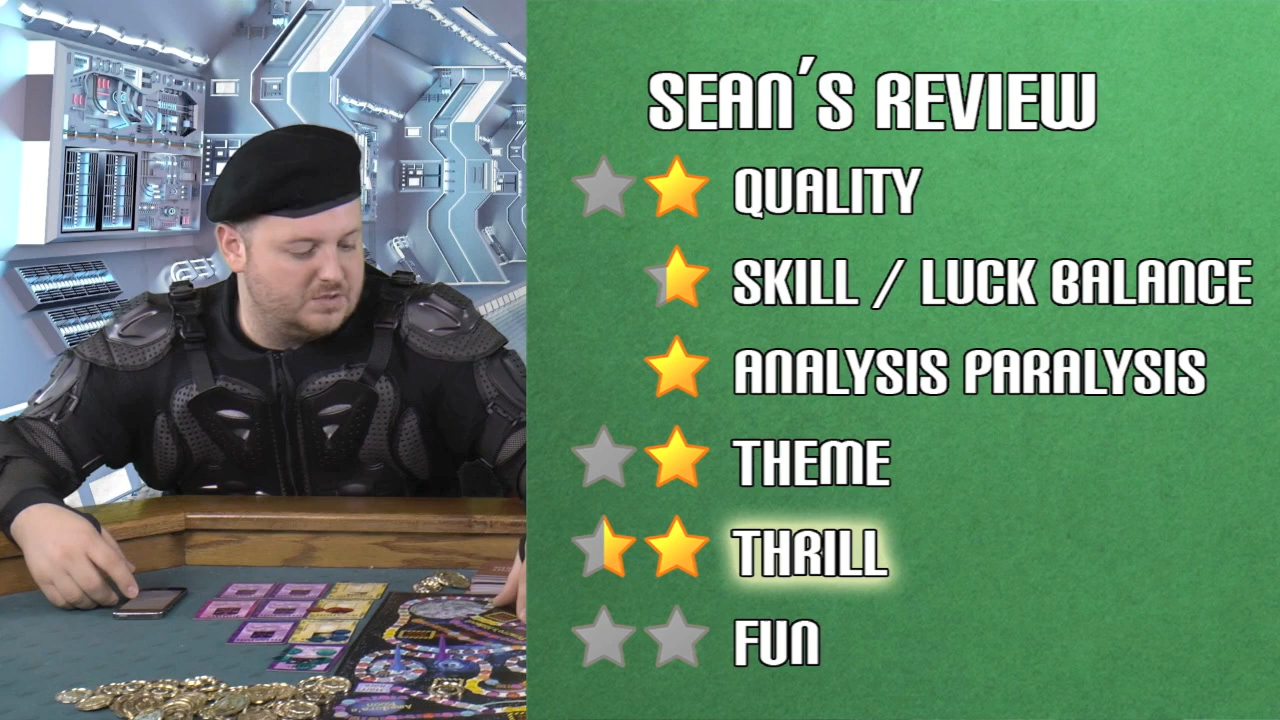 SEAN'S REVIEW
QUALITY
SKILL / LUCK BALANCE
ANALYSIS PARALYSIS
THEME
THRILL
FUN